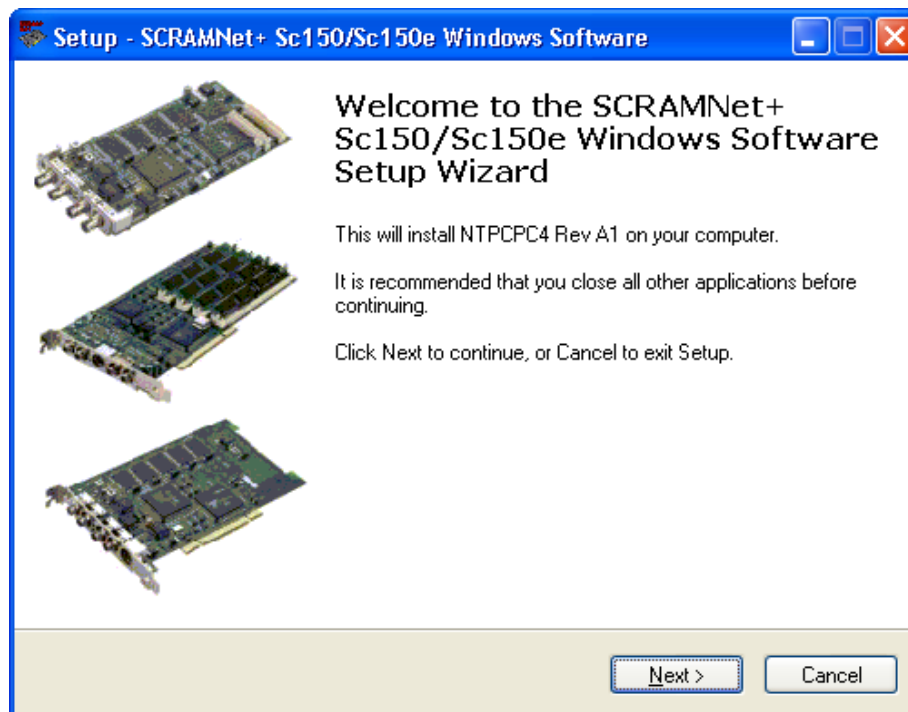 Setup - SCRAMNet+ Sc150/Sc150e Windows Software
Welcome to the SCRAMNet+
Sc150/Sc150e Windows Software
Setup Wizard
This will install NTPCPC4 Rev A1 on your computer.
It is recommended that you close all other applications before
continuing.
Click Next to continue, or Cancel to exit Setup.
Next >
Cancel